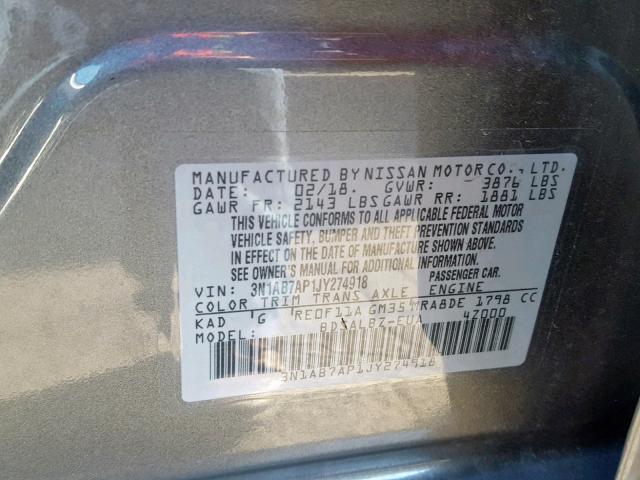 MANUFACTURED BY NISSAN MOTOR CO., LTD.
DATE: 02/18. GVWR: 3876 LBS
GAWR FR: 2143 LBS GAWR RR: 1881 LBS
THIS VEHICLE CONFORMS TO ALL APPLICABLE FEDERAL MOTOR
VEHICLE SAFETY, BUMPER AND THEFT PREVENTION STANDARDS
IN EFFECT ON THE DATE OF MANUFACTURE SHOWN ABOVE.
SEE OWNER'S MANUAL FOR ADDITIONAL INFORMATION.
VIN: 3N1AB7AP1JY274918 PASSENGER CAR.
COLOR TRIM TRANS AXLE ENGINE
KAD G RE0F11A GM35 MRA8DE 1798 CC
MODEL: 47000
3N1AB7AP1JY274918